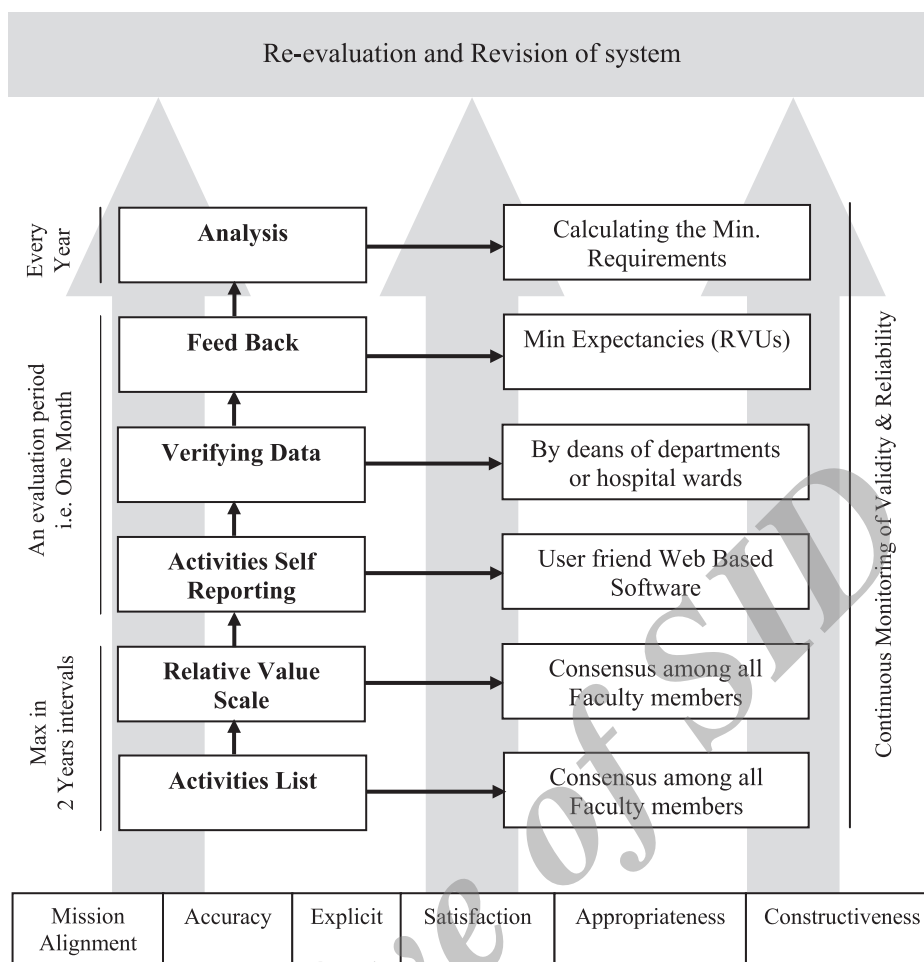 Re-evaluation and Revision of system
Every
Year
Analysis
Calculating the Min.
Requirements
An evaluation period
i.e. One Month
Feed Back
Min Expectancies (RVUs)
Verifying Data
By deans of departments
or hospital wards
Activities Self
Reporting
User friend Web Based
Software
Max in
2 Years intervals
Relative Value
Scale
Consensus among all
Faculty members
Activities List
Consensus among all
Faculty members
Continuous Monitoring of Validity & Reliability
Mission
Alignment
Accuracy
Explicit
Satisfaction
Appropriateness
Constructiveness
ve of SID